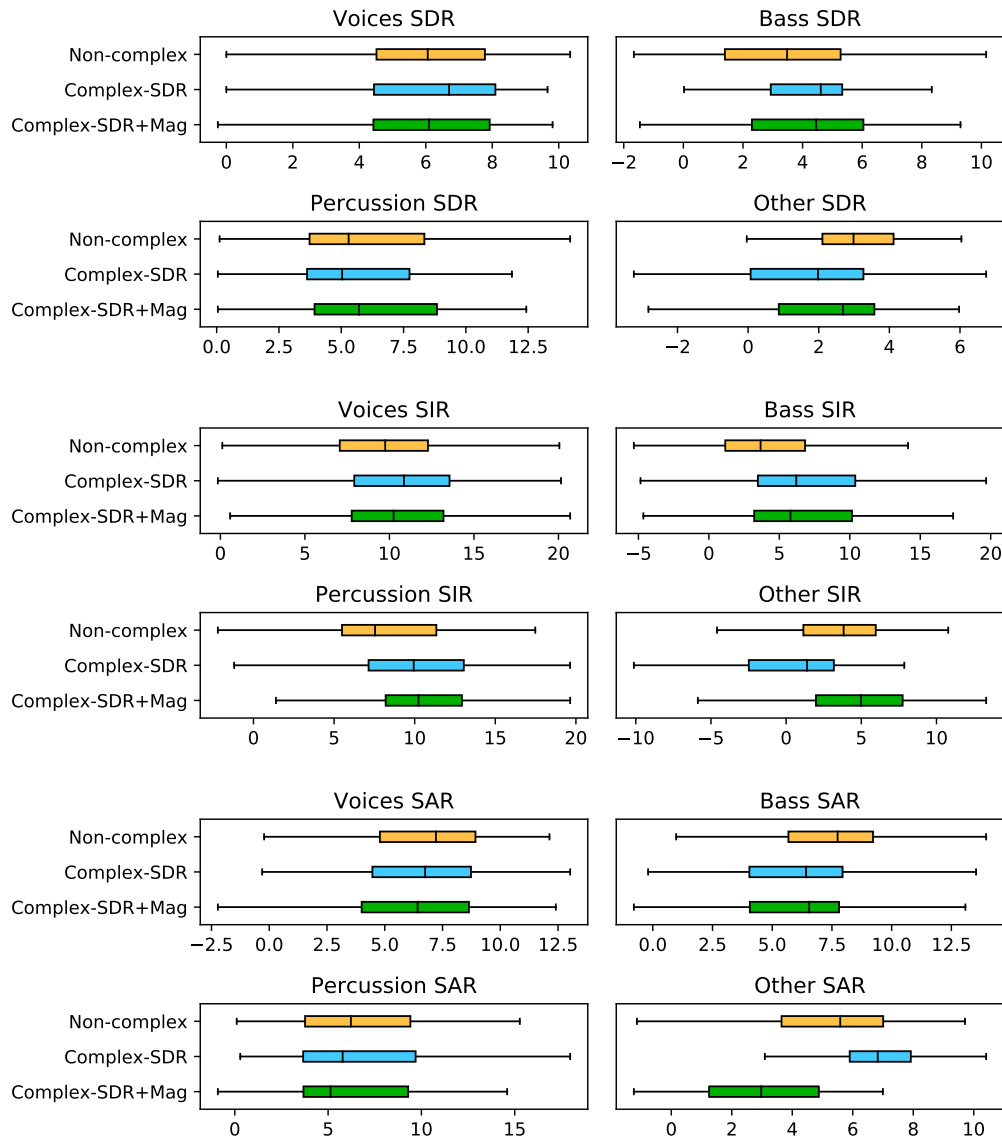 Voices SDR Bass SDR
Non-complex
Complex-SDR
Complex-SDR+Mag
0 2 4 6 8 10 −2 0 2 4 6 8 10
Percussion SDR Other SDR
Non-complex
Complex-SDR
Complex-SDR+Mag
0.0 2.5 5.0 7.5 10.0 12.5 −2 0 2 4 6
Voices SIR Bass SIR
Non-complex
Complex-SDR
Complex-SDR+Mag
0 5 10 15 20 −5 0 5 10 15 20
Percussion SIR Other SIR
Non-complex
Complex-SDR
Complex-SDR+Mag
0 5 10 15 20 −10 −5 0 5 10
Voices SAR Bass SAR
Non-complex
Complex-SDR
Complex-SDR+Mag
−2.5 0.0 2.5 5.0 7.5 10.0 12.5 0.0 2.5 5.0 7.5 10.0 12.5
Percussion SAR Other SAR
Non-complex
Complex-SDR
Complex-SDR+Mag
0 5 10 15 0 2 4 6 8 10